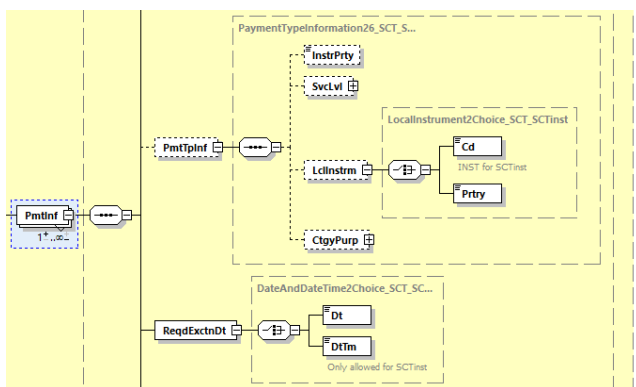 PaymentTypeInformation26_SCT_S...
InstrPrty
SvcLvl
LocalInstrument2Choice_SCT_SCTinst
Cd
PmtTpInf
LclInstrm
INST for SCTinst
Prtry
PmtInf
1..∞
CtgyPurp
DateAndDateTime2Choice_SCT_SC...
Dt
ReqdExctnDt
DtTm
Only allowed for SCTinst